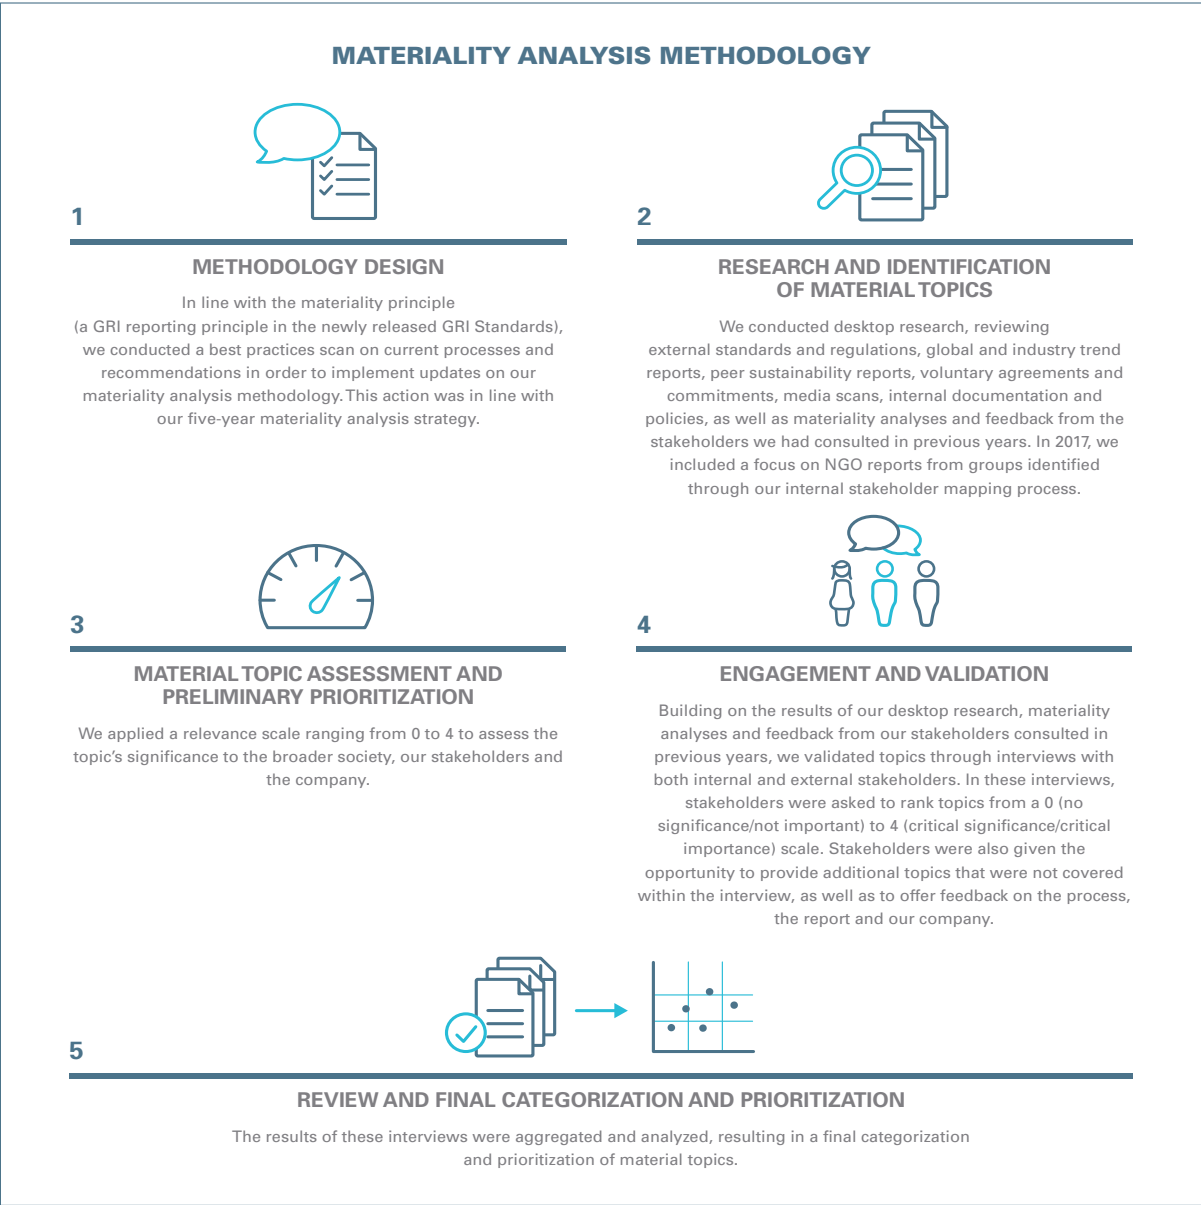 MATERIALITY ANALYSIS METHODOLOGY
1
METHODOLOGY DESIGN
In line with the materiality principle
(a GRI reporting principle in the newly released GRI Standards),
we conducted a best practices scan on current processes and
recommendations in order to implement updates on our
materiality analysis methodology. This action was in line with
our five-year materiality analysis strategy.
2
RESEARCH AND IDENTIFICATION
OF MATERIAL TOPICS
We conducted desktop research, reviewing
external standards and regulations, global and industry trend
reports, peer sustainability reports, voluntary agreements and
commitments, media scans, internal documentation and
policies, as well as materiality analyses and feedback from the
stakeholders we had consulted in previous years. In 2017, we
included a focus on NGO reports from groups identified
through our internal stakeholder mapping process.
3
MATERIAL TOPIC ASSESSMENT AND
PRELIMINARY PRIORITIZATION
We applied a relevance scale ranging from 0 to 4 to assess the
topic's significance to the broader society, our stakeholders and
the company.
4
ENGAGEMENT AND VALIDATION
Building on the results of our desktop research, materiality
analyses and feedback from our stakeholders consulted in
previous years, we validated topics through interviews with
both internal and external stakeholders. In these interviews,
stakeholders were asked to rank topics from a 0 (no
significance/not important) to 4 (critical significance/critical
importance) scale. Stakeholders were also given the
opportunity to provide additional topics that were not covered
within the interview, as well as to offer feedback on the process,
the report and our company.
5
REVIEW AND FINAL CATEGORIZATION AND PRIORITIZATION
The results of these interviews were aggregated and analyzed, resulting in a final categorization
and prioritization of material topics.